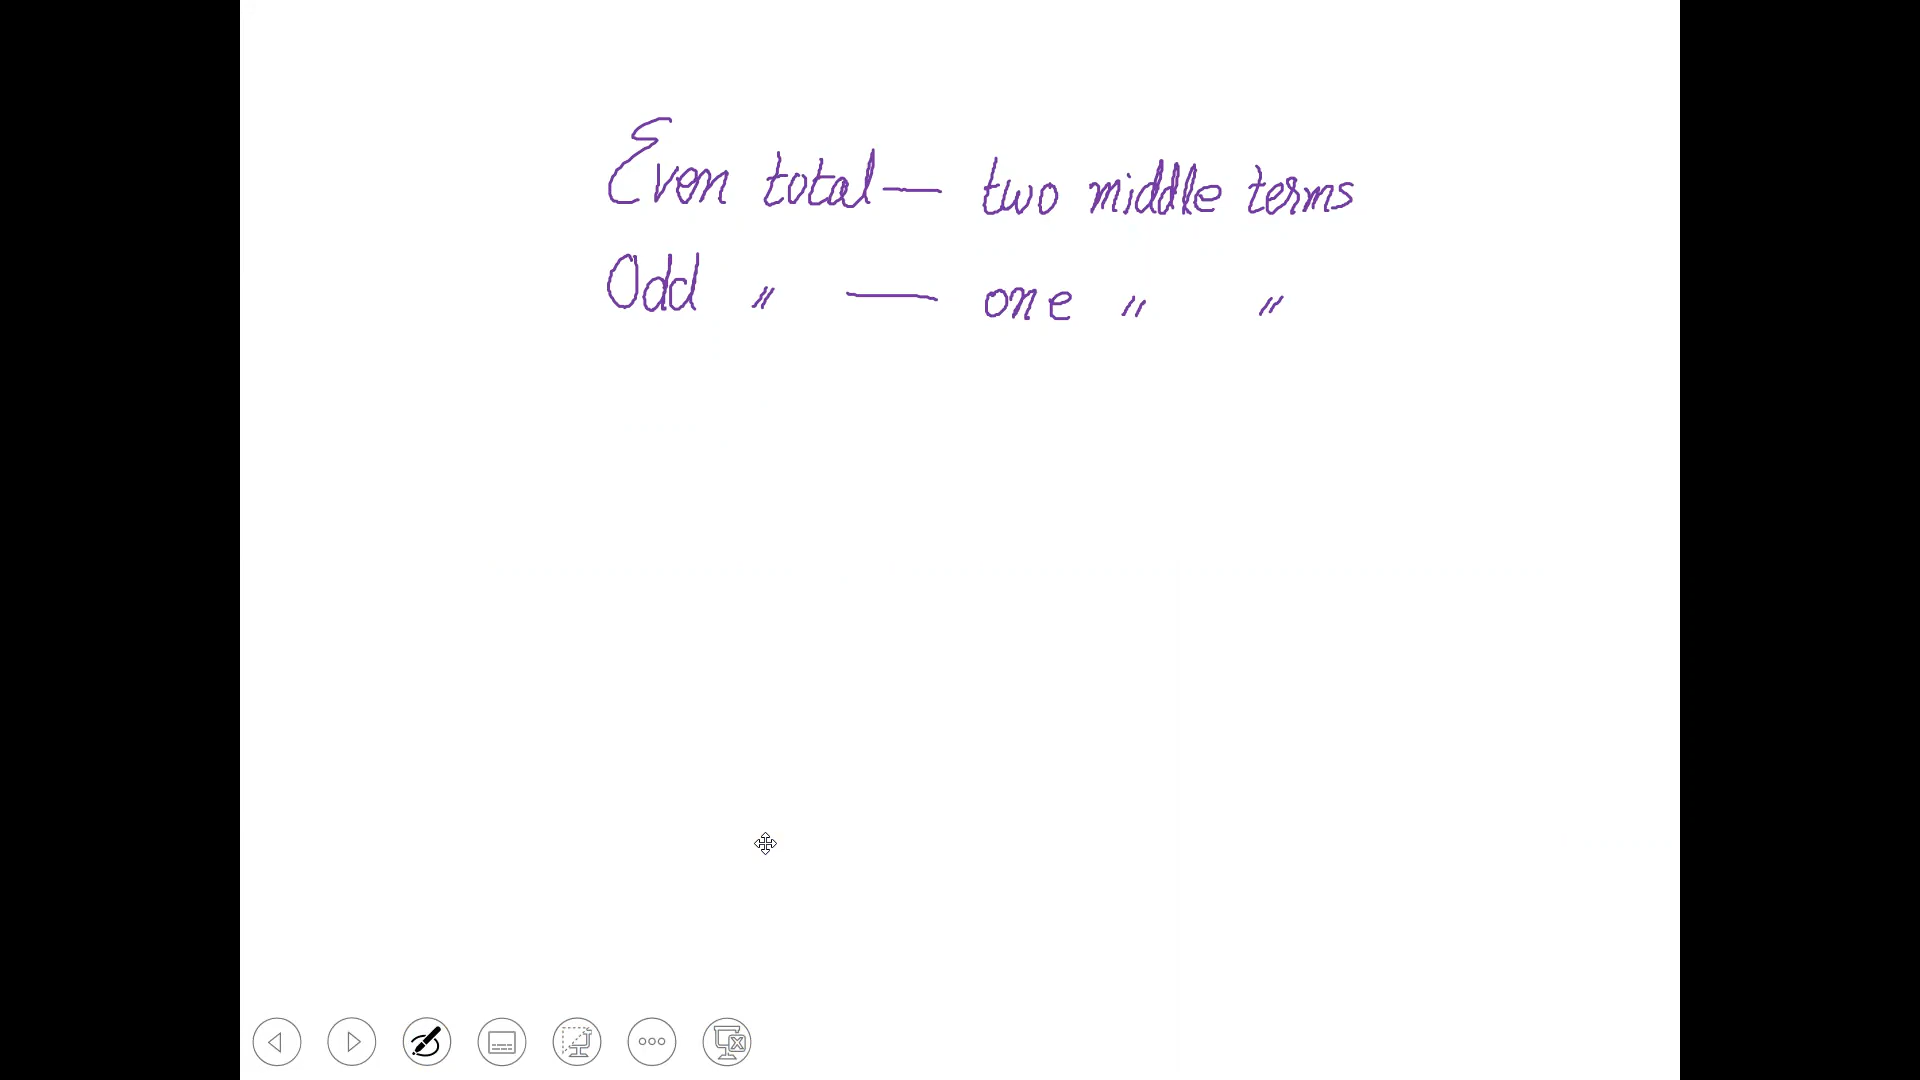 Even total — two middle terms
Odd " — one " "